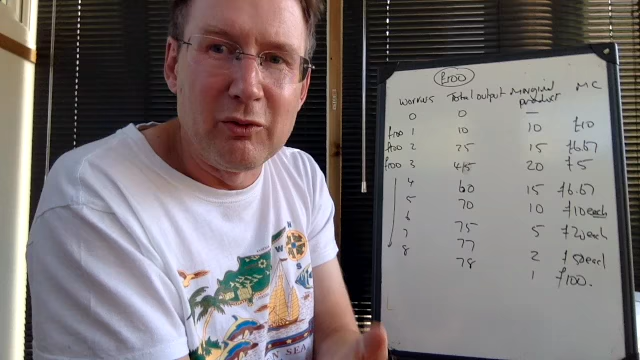 £100
Workers Total output Marginal product MC
0 0 —
£100 1 10 10 £10
£100 2 25 15 £6.67
£100 3 45 20 £5
4 60 15 £6.67
5 70 10 £10 each
6 75 5 £20 each
7 77 2 £50 each
8 78 1 £100.
N
W S
AN SEA